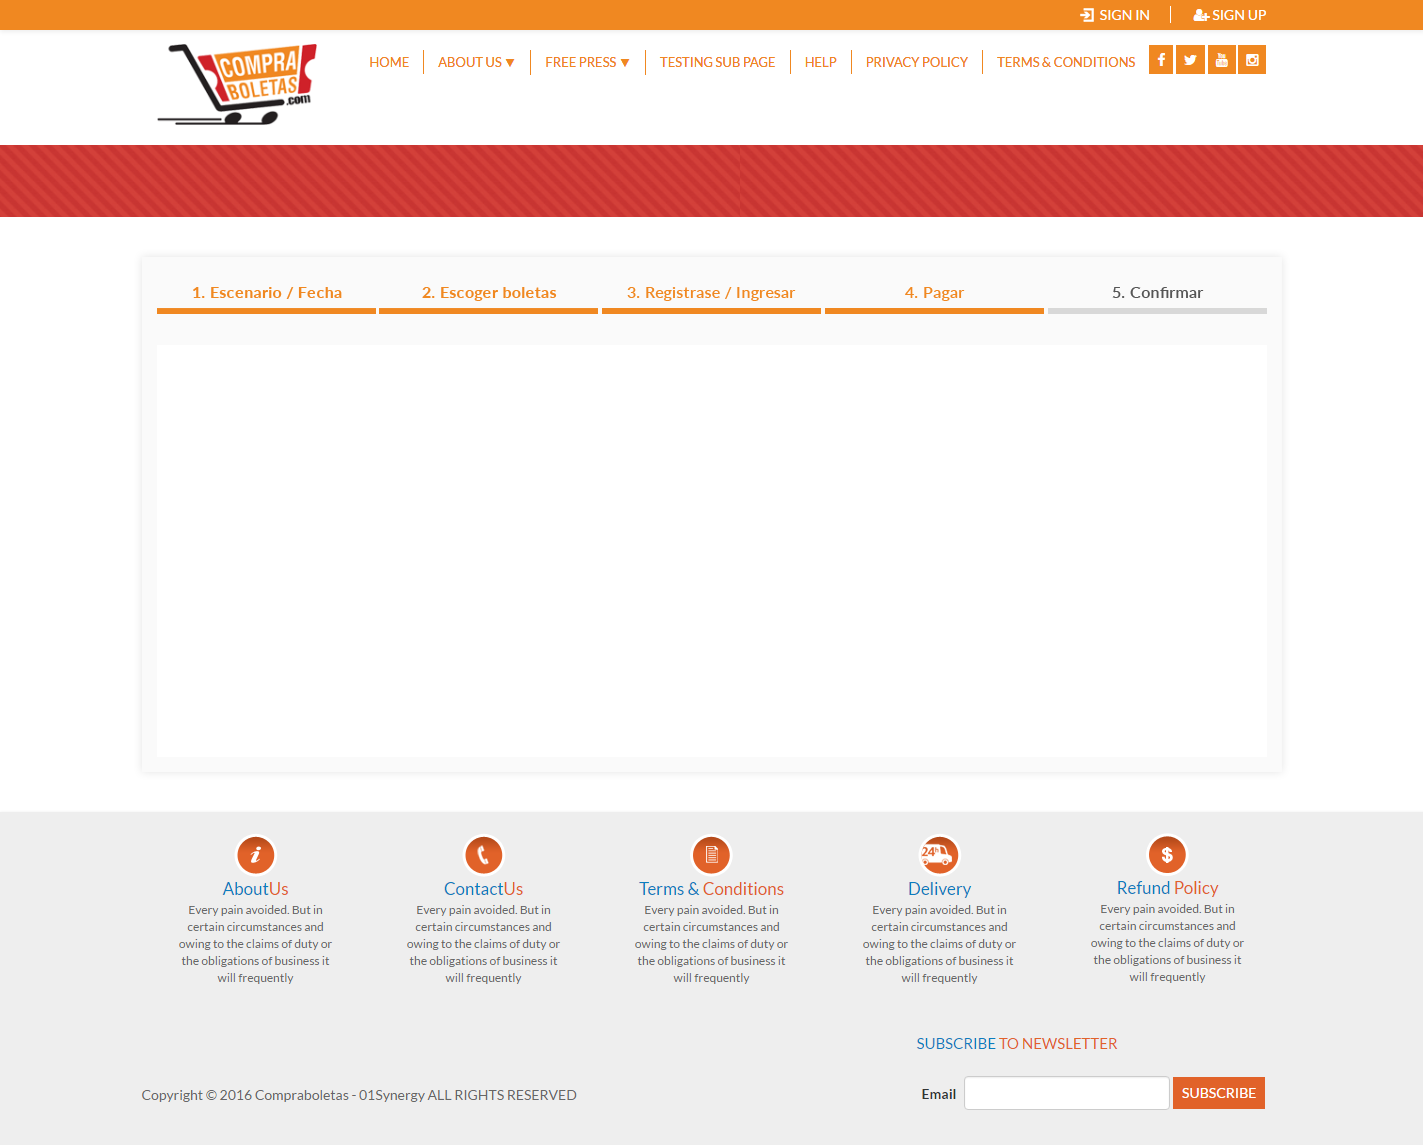 SIGN IN
SIGN UP
COMPRA
BOLETAS
.com
HOME
ABOUT US ▼
FREE PRESS ▼
TESTING SUB PAGE
HELP
PRIVACY POLICY
TERMS & CONDITIONS
1. Escenario / Fecha
2. Escoger boletas
3. Registrase / Ingresar
4. Pagar
5. Confirmar
AboutUs
Every pain avoided. But in
certain circumstances and
owing to the claims of duty or
the obligations of business it
will frequently
ContactUs
Every pain avoided. But in
certain circumstances and
owing to the claims of duty or
the obligations of business it
will frequently
Terms & Conditions
Every pain avoided. But in
certain circumstances and
owing to the claims of duty or
the obligations of business it
will frequently
24h
Delivery
Every pain avoided. But in
certain circumstances and
owing to the claims of duty or
the obligations of business it
will frequently
$
Refund Policy
Every pain avoided. But in
certain circumstances and
owing to the claims of duty or
the obligations of business it
will frequently
SUBSCRIBE TO NEWSLETTER
Copyright © 2016 Compraboletas - 01Synergy ALL RIGHTS RESERVED
Email
SUBSCRIBE